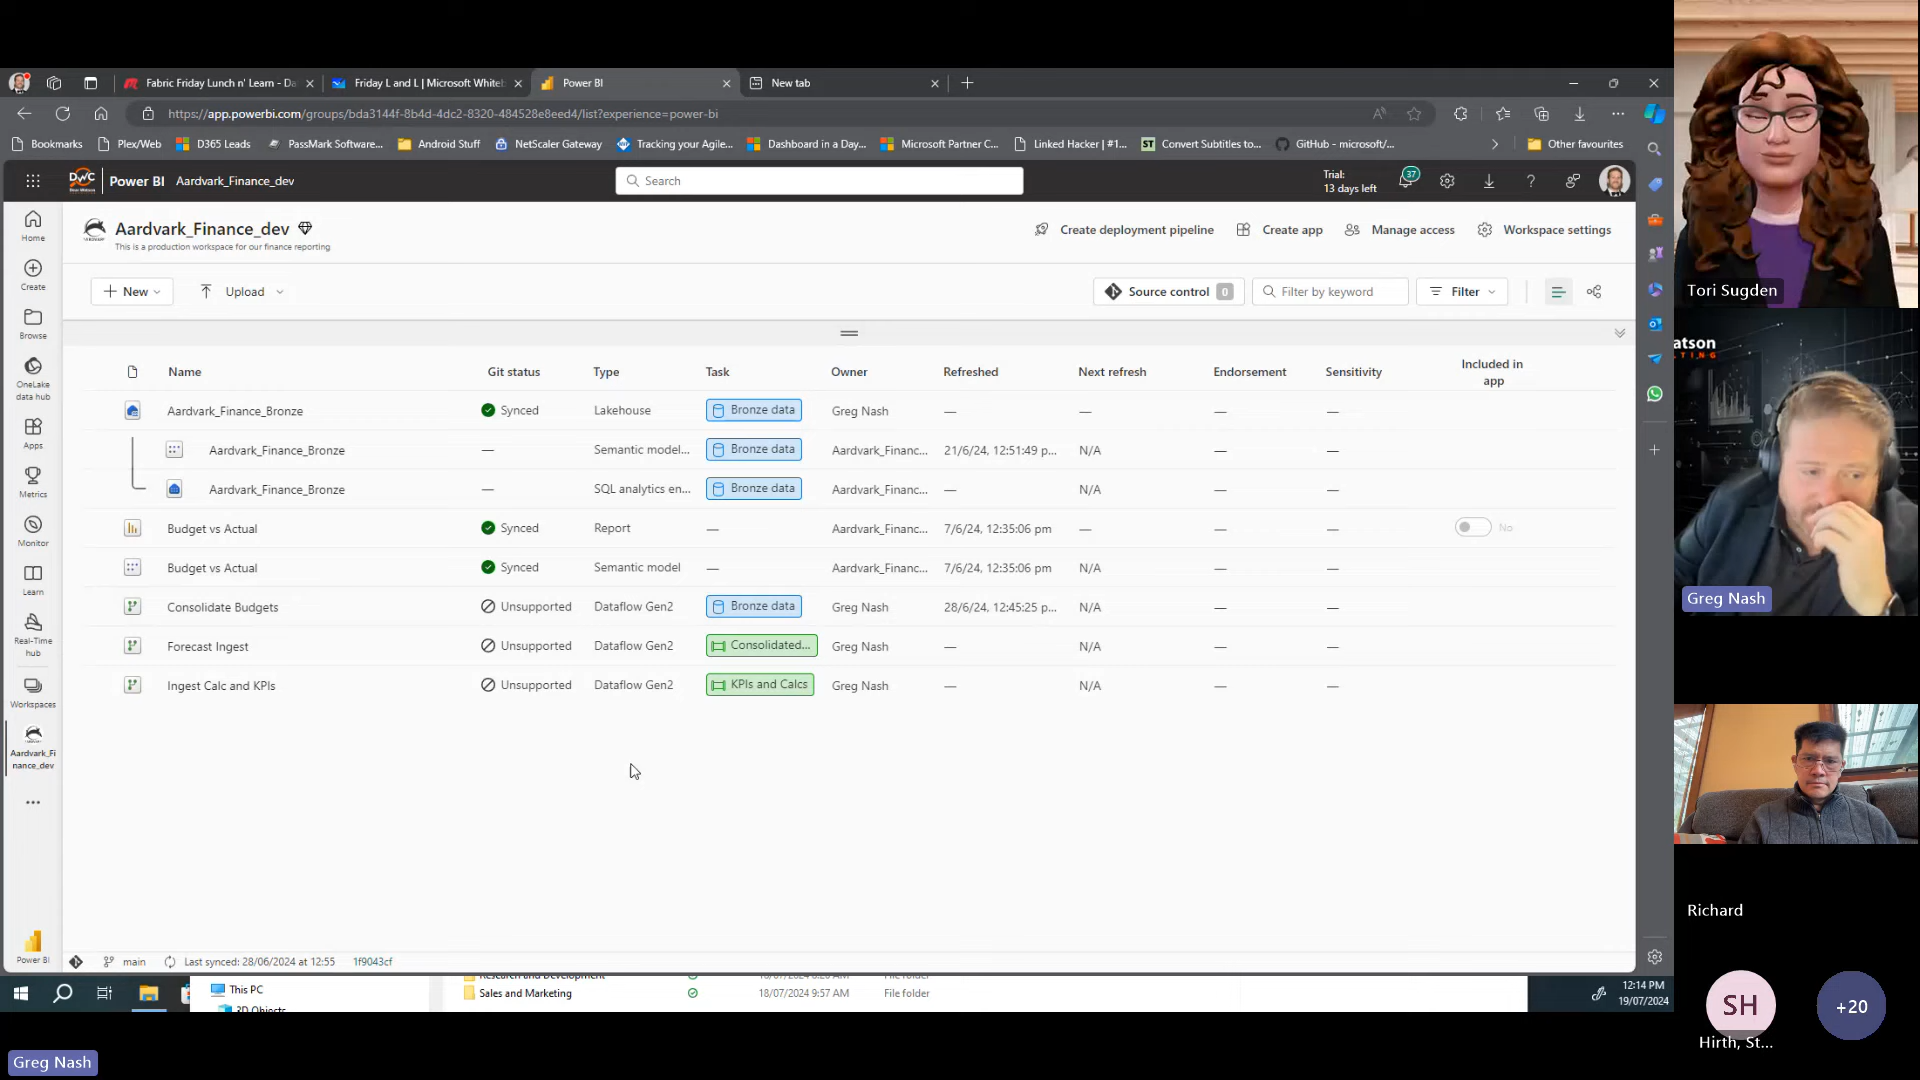 Fabric Friday Lunch n' Learn - Da
Friday L and L | Microsoft Whiteb
Power BI
New tab
https://app.powerbi.com/groups/bda3144f-8b4d-4dc2-8320-484528e8eed4/list?experience=power-bi
Bookmarks
Plex/Web
D365 Leads
PassMark Software...
Android Stuff
NetScaler Gateway
Tracking your Agile...
Dashboard in a Day...
Microsoft Partner C...
Linked Hacker | #1...
ST Convert Subtitles to...
GitHub - microsoft/...
Other favourites
DWC Power BI Aardvark_Finance_dev
Search
Trial:
13 days left
37
Aardvark_Finance_dev
This is a production workspace for our finance reporting
Create deployment pipeline
Create app
Manage access
Workspace settings
New
Upload
Source control 0
Filter by keyword
Filter
Name Git status Type Task Owner Refreshed Next refresh Endorsement Sensitivity Included in
app
Aardvark_Finance_Bronze Synced Lakehouse Bronze data Greg Nash — — — —
Aardvark_Finance_Bronze — Semantic model... Bronze data Aardvark_Financ... 21/6/24, 12:51:49 p... N/A — —
Aardvark_Finance_Bronze — SQL analytics en... Bronze data Aardvark_Financ... — N/A — —
Budget vs Actual Synced Report — Aardvark_Financ... 7/6/24, 12:35:06 pm — — — No
Budget vs Actual Synced Semantic model — Aardvark_Financ... 7/6/24, 12:35:06 pm N/A — —
Consolidate Budgets Unsupported Dataflow Gen2 Bronze data Greg Nash 28/6/24, 12:45:25 p... N/A — —
Forecast Ingest Unsupported Dataflow Gen2 Consolidated... Greg Nash — N/A — —
Ingest Calc and KPIs Unsupported Dataflow Gen2 KPIs and Calcs Greg Nash — N/A — —
Home
Create
Browse
OneLake
data hub
Apps
Metrics
Monitor
Learn
Real-Time
hub
Workspaces
Aardvark_Fi
nance_dev
Power BI
main
Last synced: 28/06/2024 at 12:55
1f9043cf
This PC
3D Objects
Research and Development
File folder
Sales and Marketing
18/07/2024 9:57 AM
File folder
12:14 PM
19/07/2024
Greg Nash
Tori Sugden
atson
TING
Greg Nash
Richard
SH
Hirth, St...
+20